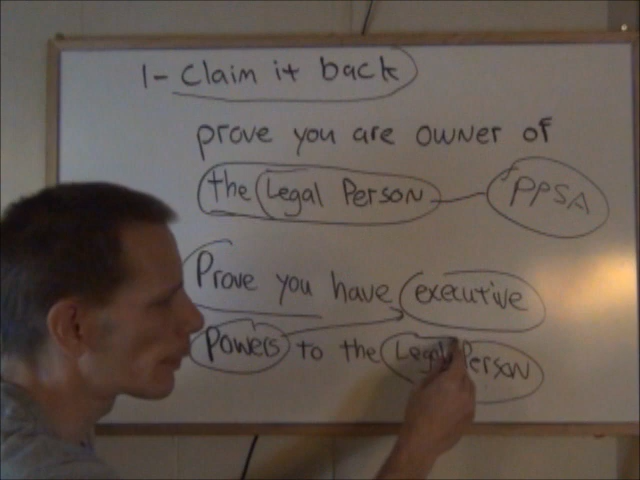 1- Claim it back
prove you are owner of
the Legal Person PPSA
Prove you have executive
Powers to the Legal Person